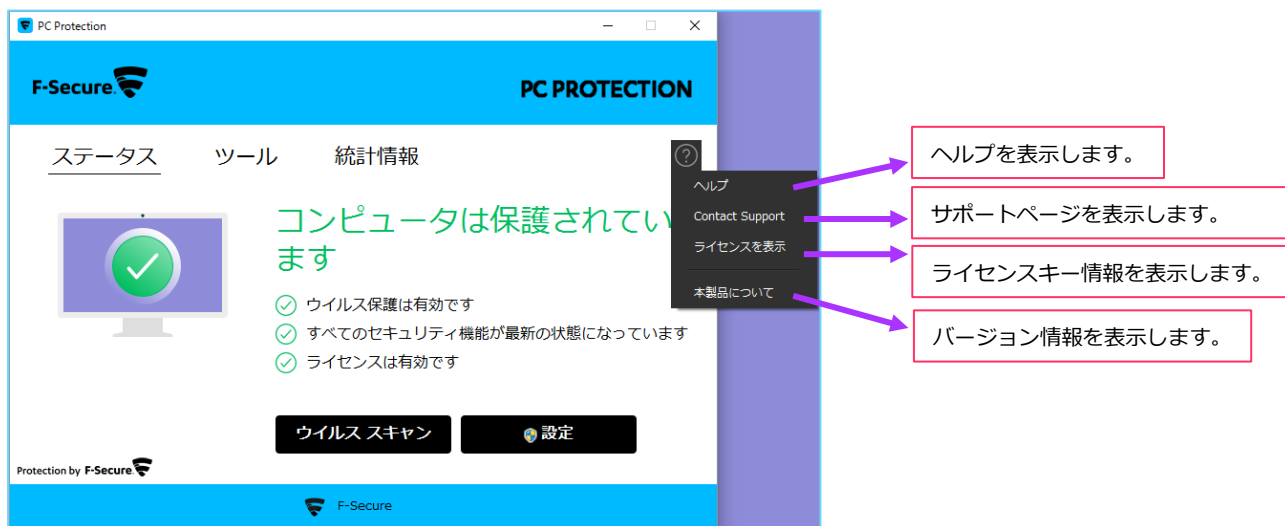 PC Protection
F-Secure
PC PROTECTION
ステータス ツール 統計情報
?
コンピュータは保護されてい
ます
ウイルス保護は有効です
すべてのセキュリティ機能が最新の状態になっています
ライセンスは有効です
ウイルス スキャン
設定
Protection by F-Secure
F-Secure
ヘルプ
Contact Support
ライセンスを表示
本製品について
ヘルプを表示します。
サポートページを表示します。
ライセンスキー情報を表示します。
バージョン情報を表示します。